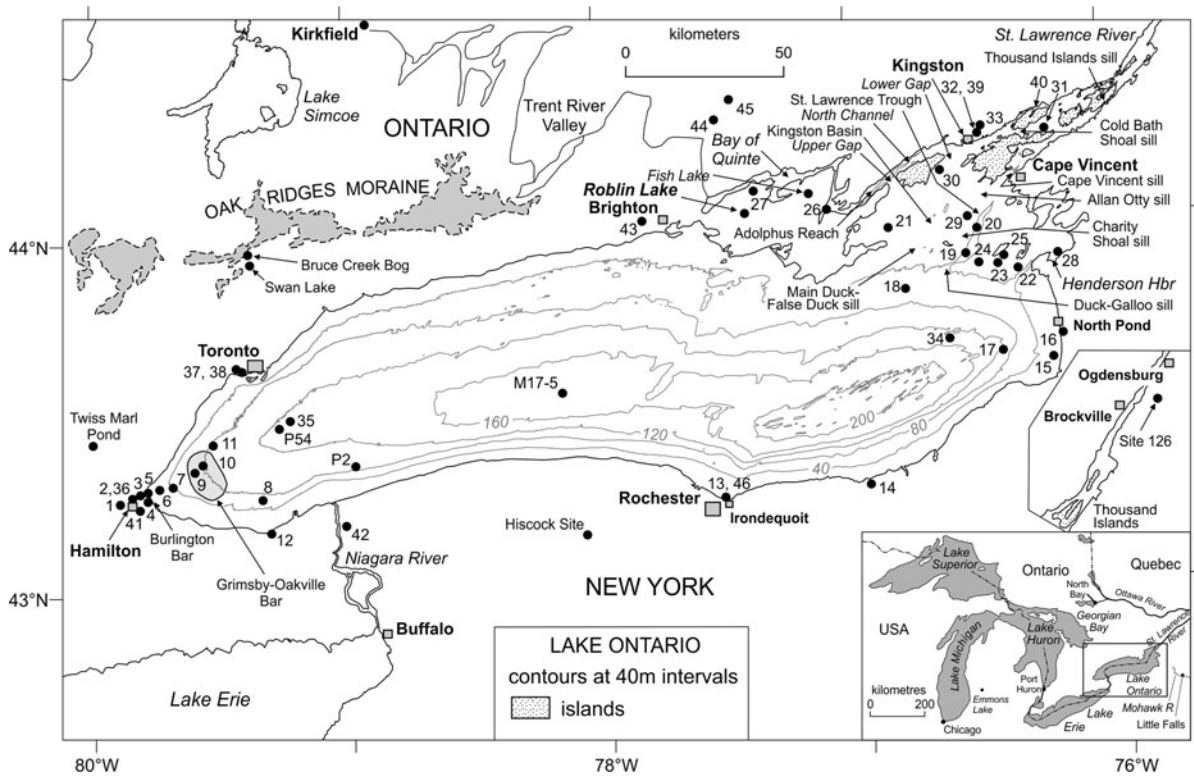 Kirkfield
kilometers
0
50
St. Lawrence River
Thousand Islands sill
Kingston
Lower Gap
32, 39
40
31
33
Lake
Simcoe
ONTARIO
Trent River
Valley
45
44
St. Lawrence Trough
North Channel
Kingston Basin
Upper Gap
Bay of
Quinte
Fish Lake
Cold Bath
Shoal sill
Cape Vincent
Cape Vincent sill
Allan Otty sill
30
OAK RIDGES MORAINE
Roblin Lake
Brighton
27
26
43
Adolphus Reach
21
29
20
Charity
Shoal sill
44°N
Bruce Creek Bog
Swan Lake
19
24
25
23
22
28
Henderson Hbr
Main Duck-
False Duck sill
18
Duck-Galloo sill
North Pond
Toronto
37, 38
34
17
16
15
M17-5
160
120
200
80
40
Twiss Marl
Pond
35
P54
11
10
9
P2
2,36
3
5
7
8
1
41
4
6
Burlington
Bar
Hamilton
12
42
Grimsby-Oakville
Bar
Niagara River
13, 46
14
Rochester
Irondequoit
Hiscock Site
NEW YORK
43°N
Buffalo
Lake Erie
LAKE ONTARIO
contours at 40m intervals
islands
Ogdensburg
Brockville
Site 126
Thousand
Islands
Lake
Superior
Ontario
Quebec
North
Bay
Ottawa River
Georgian
Bay
USA
Lake Michigan
Lake
Huron
St. Lawrence
River
Port
Huron
Lake
Ontario
kilometres
0
200
Emmons
Lake
Mohawk R
Lake
Erie
Little Falls
Chicago
80°W
78°W
76°W